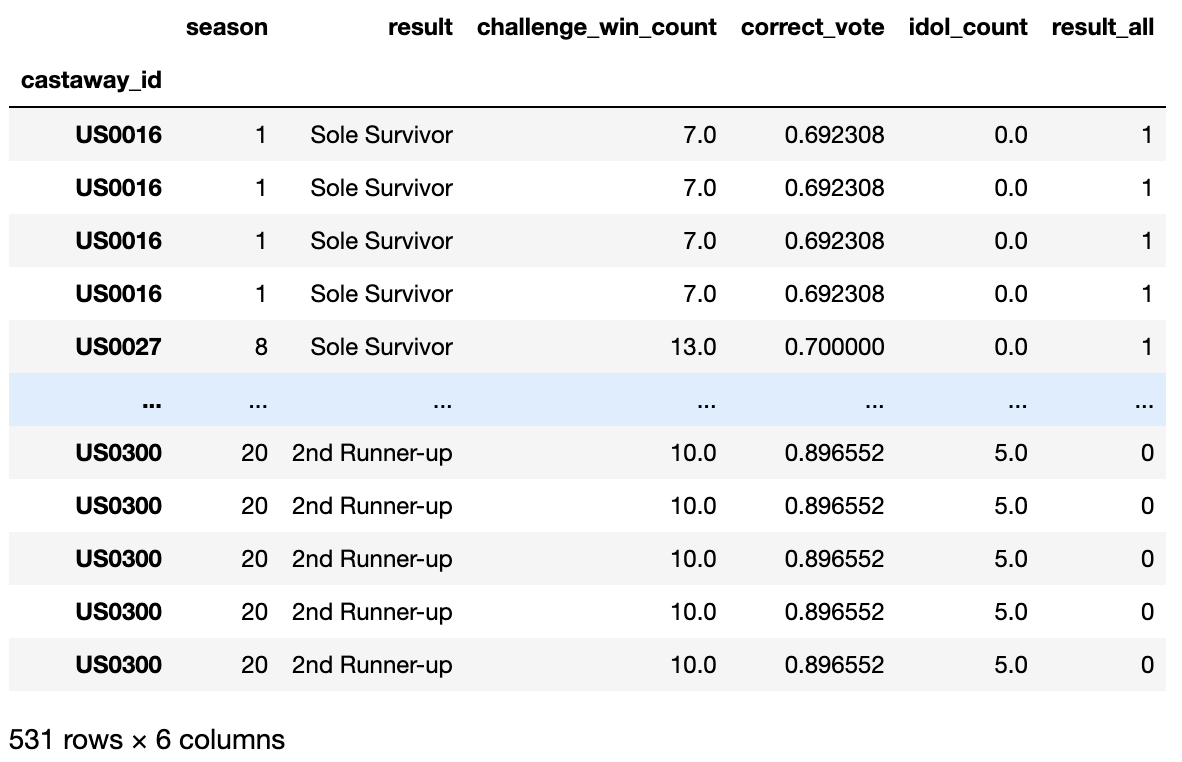 season result challenge_win_count correct_vote idol_count result_all
castaway_id
US0016 1 Sole Survivor 7.0 0.692308 0.0 1
US0016 1 Sole Survivor 7.0 0.692308 0.0 1
US0016 1 Sole Survivor 7.0 0.692308 0.0 1
US0016 1 Sole Survivor 7.0 0.692308 0.0 1
US0027 8 Sole Survivor 13.0 0.700000 0.0 1
... ... ... ... ... ... ...
US0300 20 2nd Runner-up 10.0 0.896552 5.0 0
US0300 20 2nd Runner-up 10.0 0.896552 5.0 0
US0300 20 2nd Runner-up 10.0 0.896552 5.0 0
US0300 20 2nd Runner-up 10.0 0.896552 5.0 0
US0300 20 2nd Runner-up 10.0 0.896552 5.0 0
531 rows × 6 columns